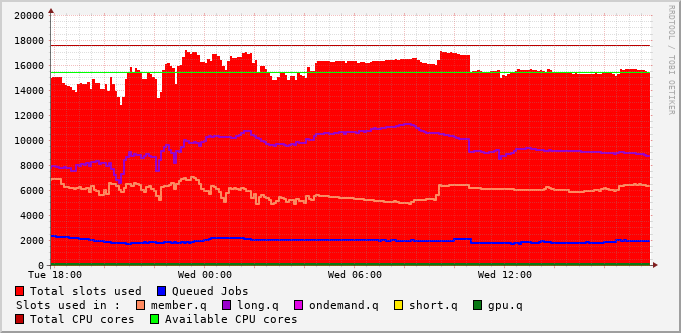 20000
18000
16000
14000
12000
10000
8000
6000
4000
2000
0
Tue 18:00 Wed 00:00 Wed 06:00 Wed 12:00
RRDTOOL / TOBI OETIKER
Total slots used Queued Jobs
Slots used in : member.q long.q ondemand.q short.q gpu.q
Total CPU cores Available CPU cores